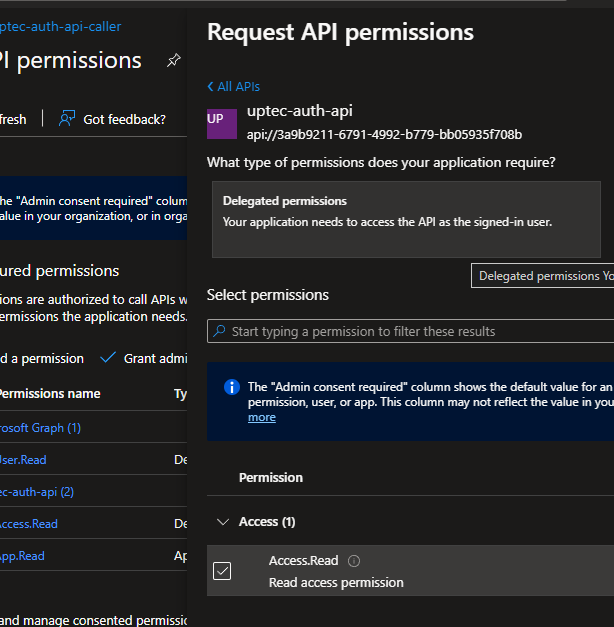 ptec-auth-api-caller
PI permissions
fresh
Got feedback?
he "Admin consent required" colum
alue in your organization, or in orga
ured permissions
ions are authorized to call APIs w
ermissions the application needs.
d a permission
Grant admi
Permissions name
Ty
rosoft Graph (1)
User.Read
De
ec-auth-api (2)
Access.Read
De
App.Read
Ap
and manage consented permissio
Request API permissions
All APIs
UP
uptec-auth-api
api://3a9b9211-6791-4992-b779-bb05935f708b
What type of permissions does your application require?
Delegated permissions
Your application needs to access the API as the signed-in user.
Delegated permissions Yo
Select permissions
Start typing a permission to filter these results
The "Admin consent required" column shows the default value for an
permission, user, or app. This column may not reflect the value in you
more
Permission
Access (1)
Access.Read
Read access permission